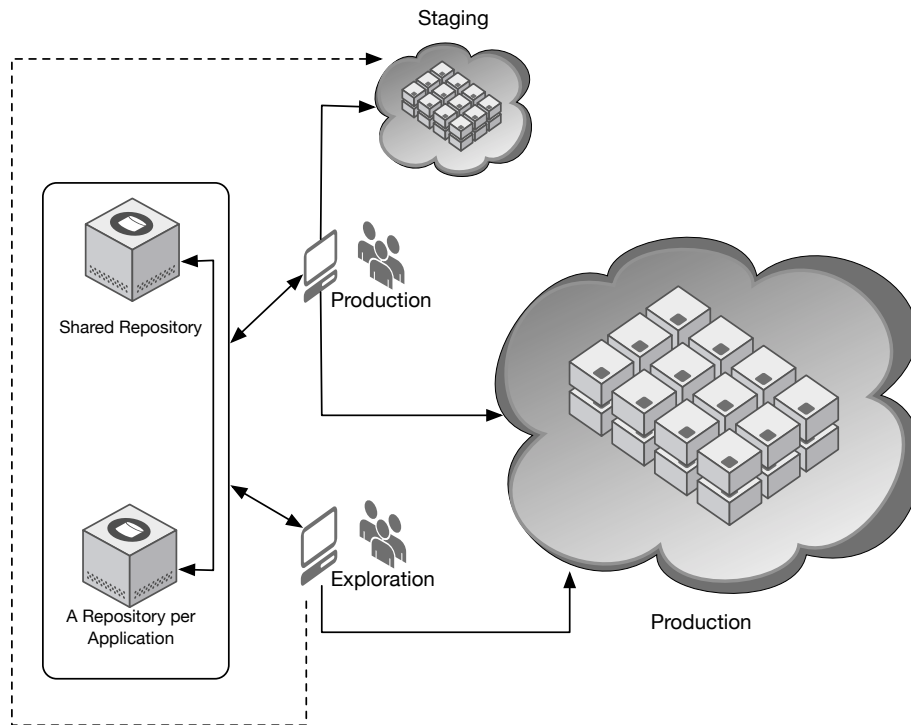 Staging
Shared Repository
Production
A Repository per
Application
Exploration
Production